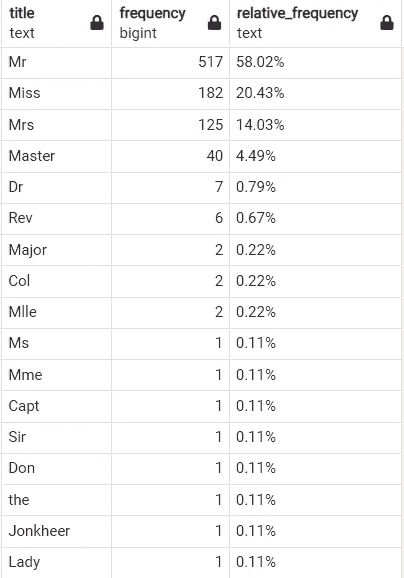 title frequency relative_frequency
text bigint text
Mr 517 58.02%
Miss 182 20.43%
Mrs 125 14.03%
Master 40 4.49%
Dr 7 0.79%
Rev 6 0.67%
Major 2 0.22%
Col 2 0.22%
Mlle 2 0.22%
Ms 1 0.11%
Mme 1 0.11%
Capt 1 0.11%
Sir 1 0.11%
Don 1 0.11%
the 1 0.11%
Jonkheer 1 0.11%
Lady 1 0.11%